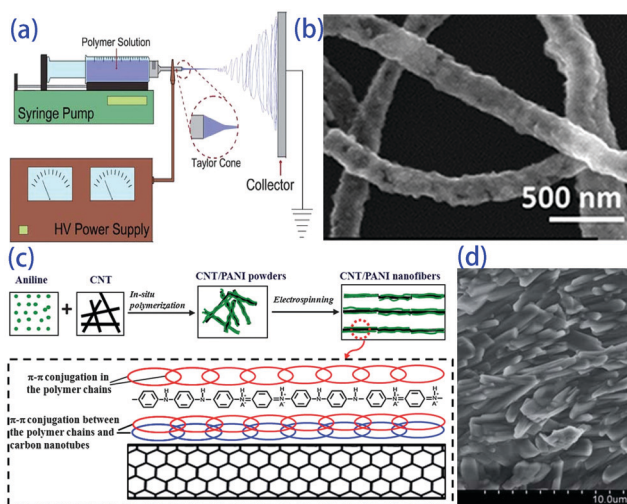 (a)
Polymer Solution
Syringe Pump
Taylor Cone
HV Power Supply
Collector
(b)
500 nm
(c)
Aniline
CNT
+
In-situ
polymerization
CNT/PANI powders
Electrospinning
CNT/PANI nanofibers
π-π conjugation in
the polymer chains
H
N
H
N
H
N
A-
H
N
A-
H
N
H
N
H
N
A-
H
N
A-
π-π conjugation between
the polymer chains and
carbon nanotubes
(d)
10.0um